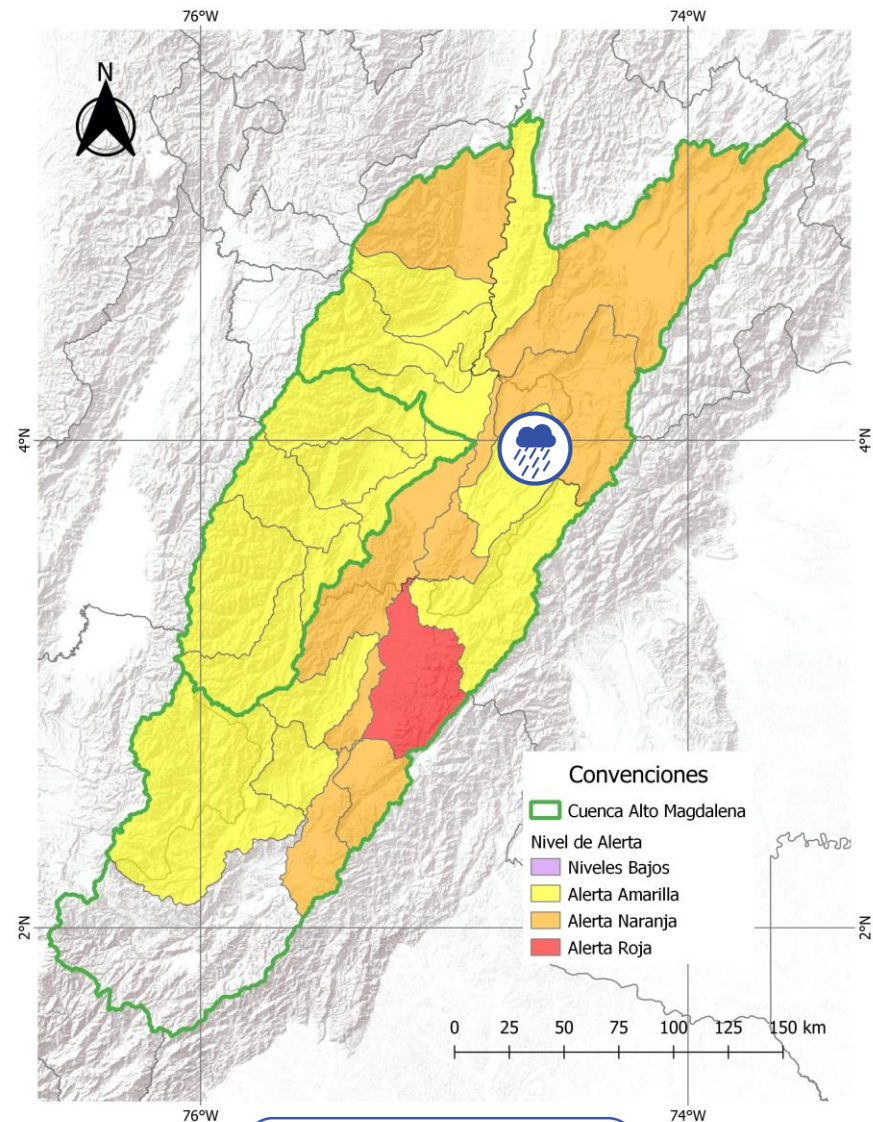 76°W 74°W
N
4°N 4°N
Convenciones
Cuenca Alto Magdalena
Nivel de Alerta
Niveles Bajos
Alerta Amarilla
Alerta Naranja
Alerta Roja
2°N 2°N
0 25 50 75 100 125 150 km
76°W 74°W